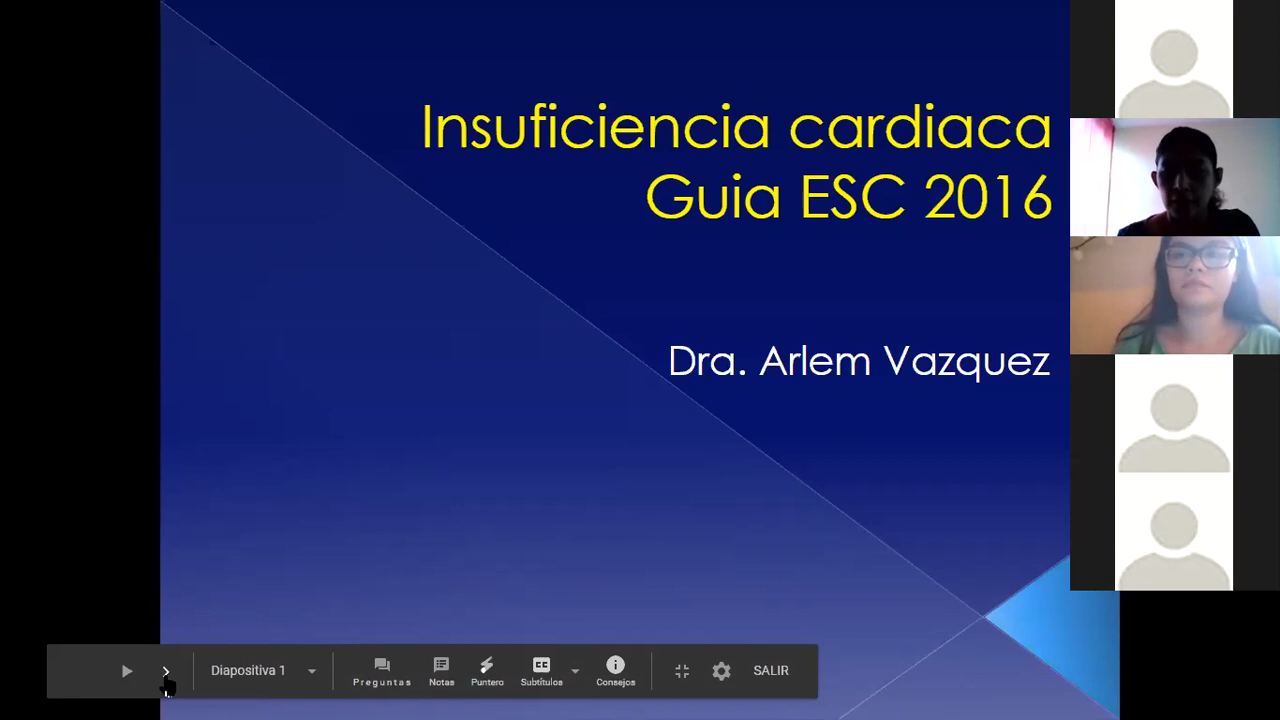 Insuficiencia cardiaca
Guia ESC 2016
Dra. Arlem Vazquez
Diapositiva 1
Preguntas
Notas
Puntero
Subtítulos
Consejos
SALIR